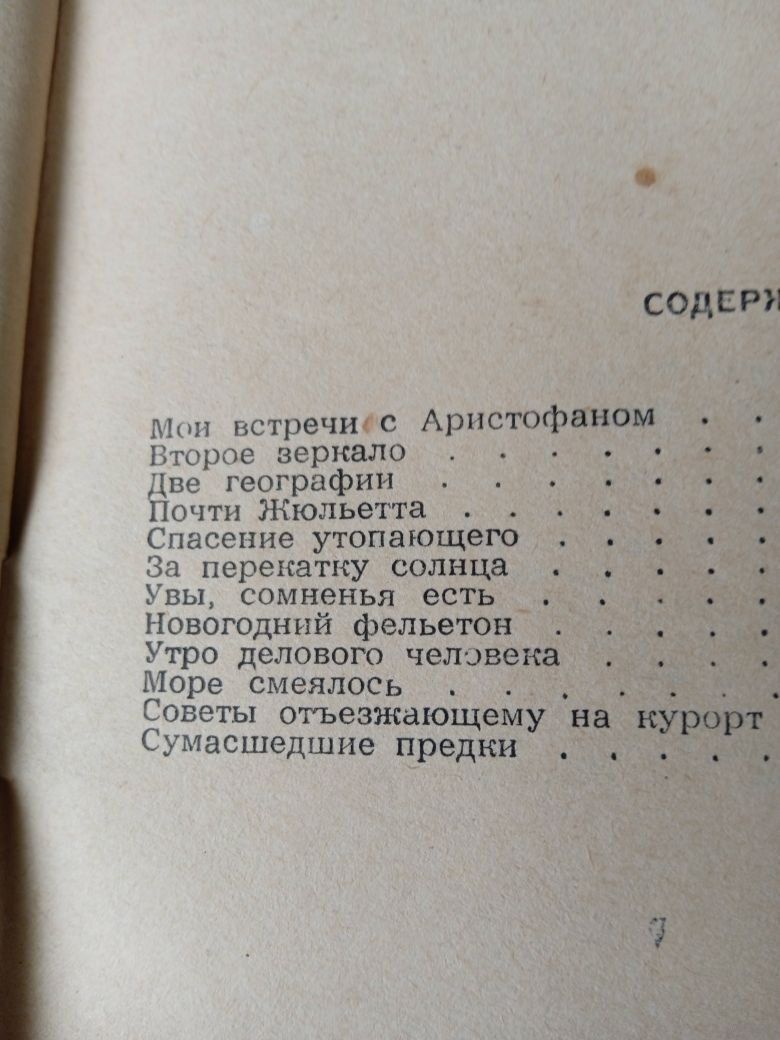 СОДЕРЖ
Мои встречи с Аристофаном . .
Второе зеркало . . . . . . .
Две географии . . . . . . .
Почти Жюльетта . . . . . . .
Спасение утопающего . . . .
За перекатку солнца . . . . .
Увы, сомненья есть . . . . .
Новогодний фельетон . . . . .
Утро делового человека . . . .
Море смеялось . . . . . . .
Советы отъезжающему на курорт
Сумасшедшие предки . . . . .